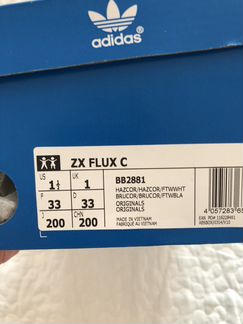 adidas
ZX FLUX C
US UK
1½ 1
F D
33 33
J CHN
200 200
BB2881
HAZCOR/HAZCOR/FTWWHT
BRUCOR/BRUCOR/FTWBLA
ORIGINALS
ORIGINALS
MADE IN VIETNAM
FABRIQUÉ AU VIETNAM